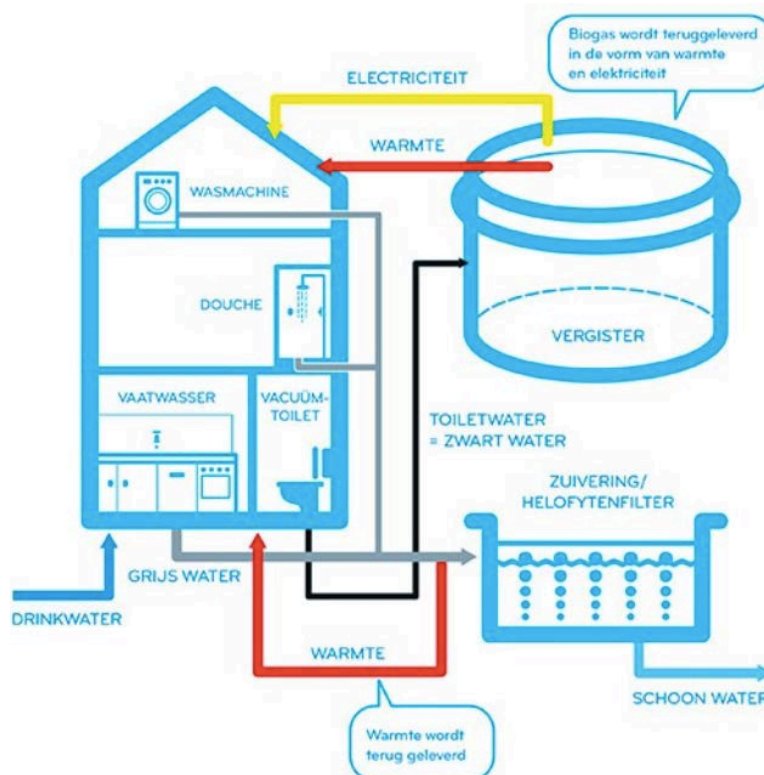 Biogas wordt teruggeleverd
in de vorm van warmte
en elektriciteit
ELECTRICITEIT
WARMTE
WASMACHINE
DOUCHE
VERGISTER
VAATWASSER
VACUÜM-
TOILET
TOILETWATER
= ZWART WATER
ZUIVERING/
HELOFYTENFILTER
GRIJS WATER
DRINKWATER
WARMTE
SCHOON WATER
Warmte wordt
terug geleverd